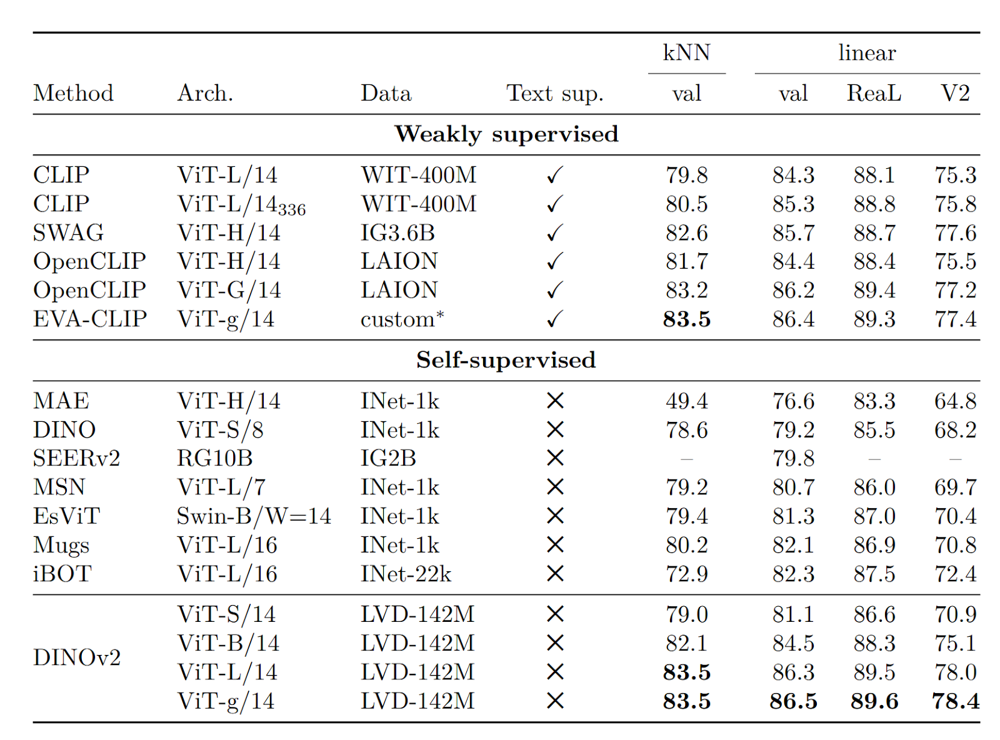 kNN linear
Method Arch. Data Text sup. val val ReaL V2
Weakly supervised
CLIP ViT-L/14 WIT-400M ✓ 79.8 84.3 88.1 75.3
CLIP ViT-L/14₃₃₆ WIT-400M ✓ 80.5 85.3 88.8 75.8
SWAG ViT-H/14 IG3.6B ✓ 82.6 85.7 88.7 77.6
OpenCLIP ViT-H/14 LAION ✓ 81.7 84.4 88.4 75.5
OpenCLIP ViT-G/14 LAION ✓ 83.2 86.2 89.4 77.2
EVA-CLIP ViT-g/14 custom* ✓ 83.5 86.4 89.3 77.4
Self-supervised
MAE ViT-H/14 INet-1k ✕ 49.4 76.6 83.3 64.8
DINO ViT-S/8 INet-1k ✕ 78.6 79.2 85.5 68.2
SEERv2 RG10B IG2B ✕ – 79.8 – –
MSN ViT-L/7 INet-1k ✕ 79.2 80.7 86.0 69.7
EsViT Swin-B/W=14 INet-1k ✕ 79.4 81.3 87.0 70.4
Mugs ViT-L/16 INet-1k ✕ 80.2 82.1 86.9 70.8
iBOT ViT-L/16 INet-22k ✕ 72.9 82.3 87.5 72.4
ViT-S/14 LVD-142M ✕ 79.0 81.1 86.6 70.9
ViT-B/14 LVD-142M ✕ 82.1 84.5 88.3 75.1
DINOv2
ViT-L/14 LVD-142M ✕ 83.5 86.3 89.5 78.0
ViT-g/14 LVD-142M ✕ 83.5 86.5 89.6 78.4